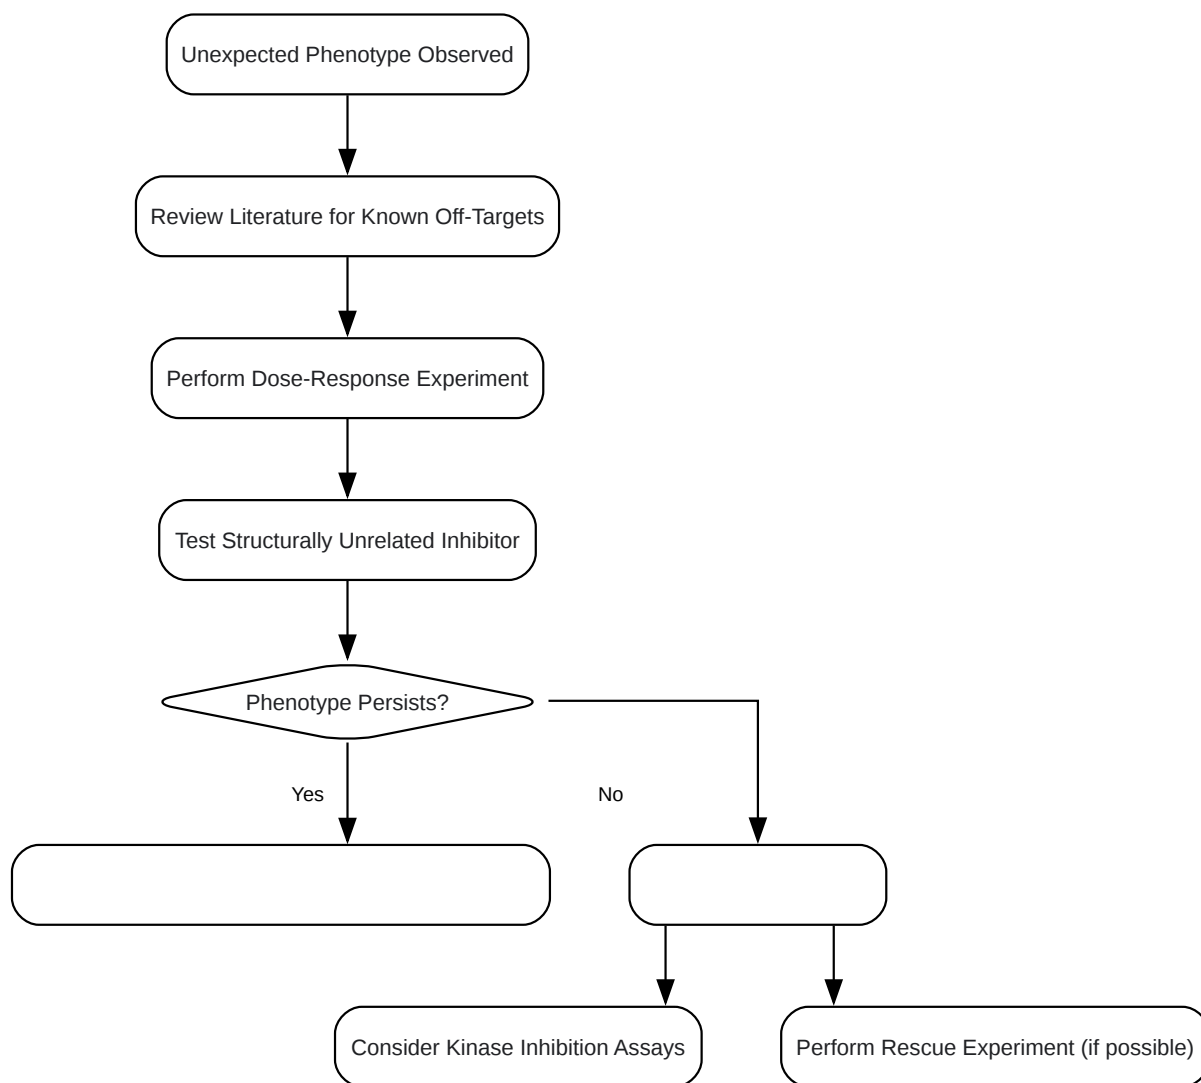 Unexpected Phenotype Observed
Review Literature for Known Off-Targets
Perform Dose-Response Experiment
Test Structurally Unrelated Inhibitor
Phenotype Persists?
Yes
No
Consider Kinase Inhibition Assays
Perform Rescue Experiment (if possible)